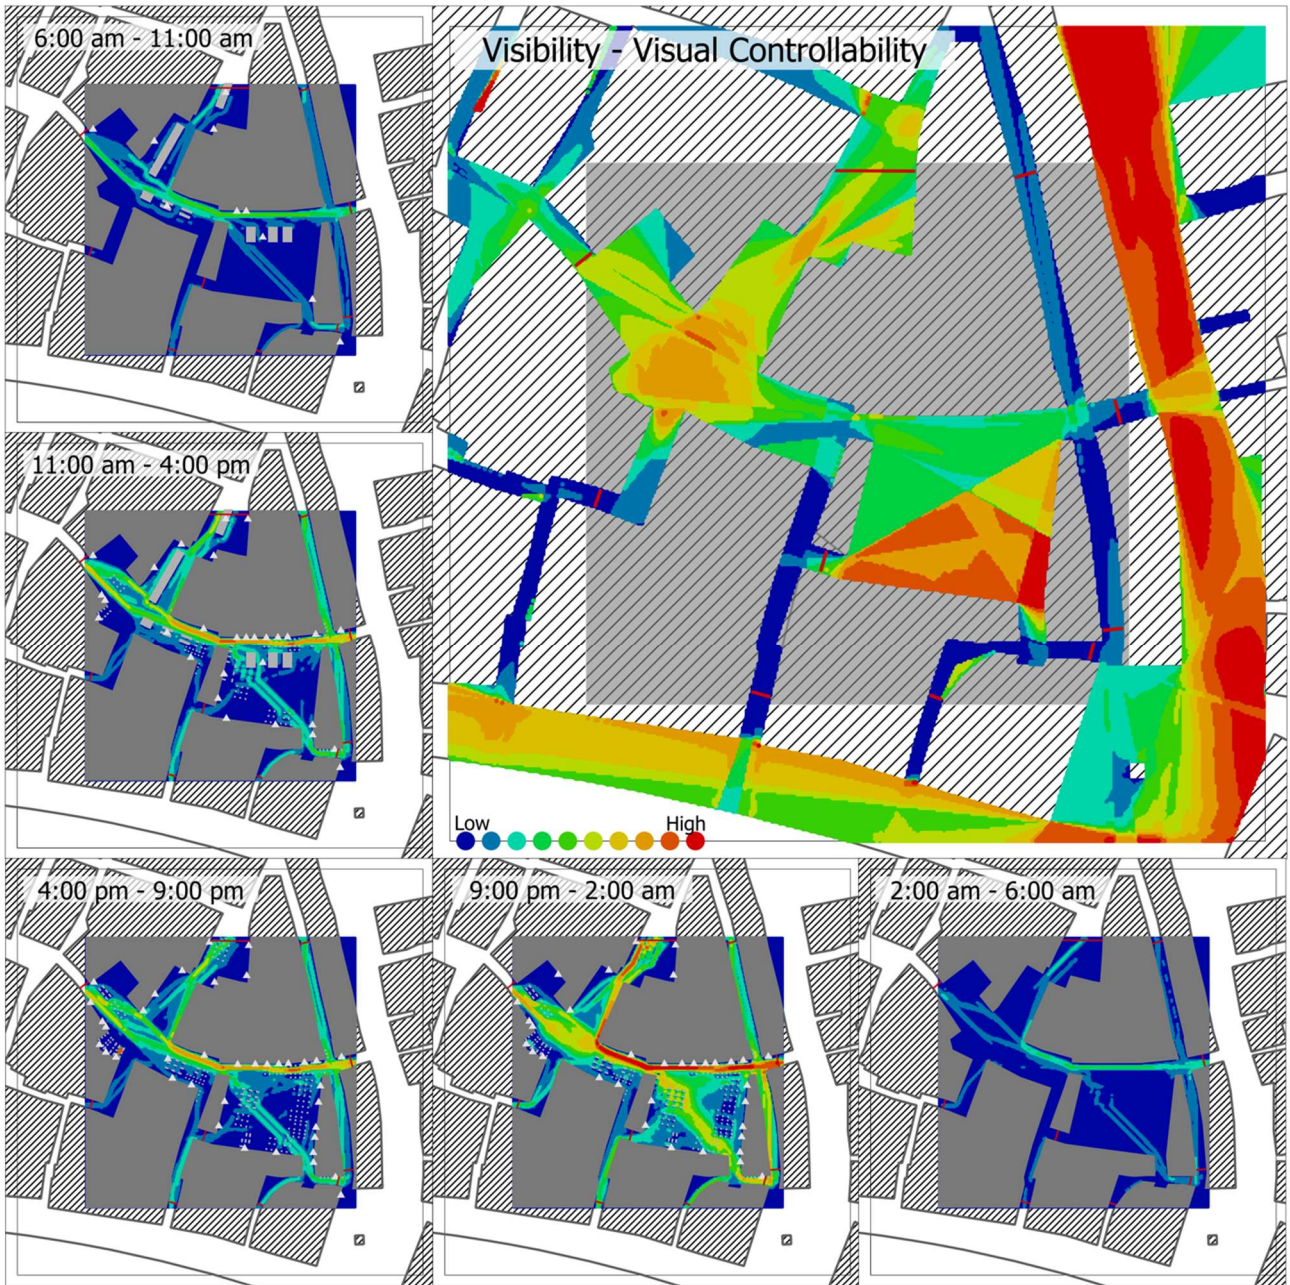 6:00 am - 11:00 am
Visibility - Visual Controllability
11:00 am - 4:00 pm
Low
High
4:00 pm - 9:00 pm
9:00 pm - 2:00 am
2:00 am - 6:00 am